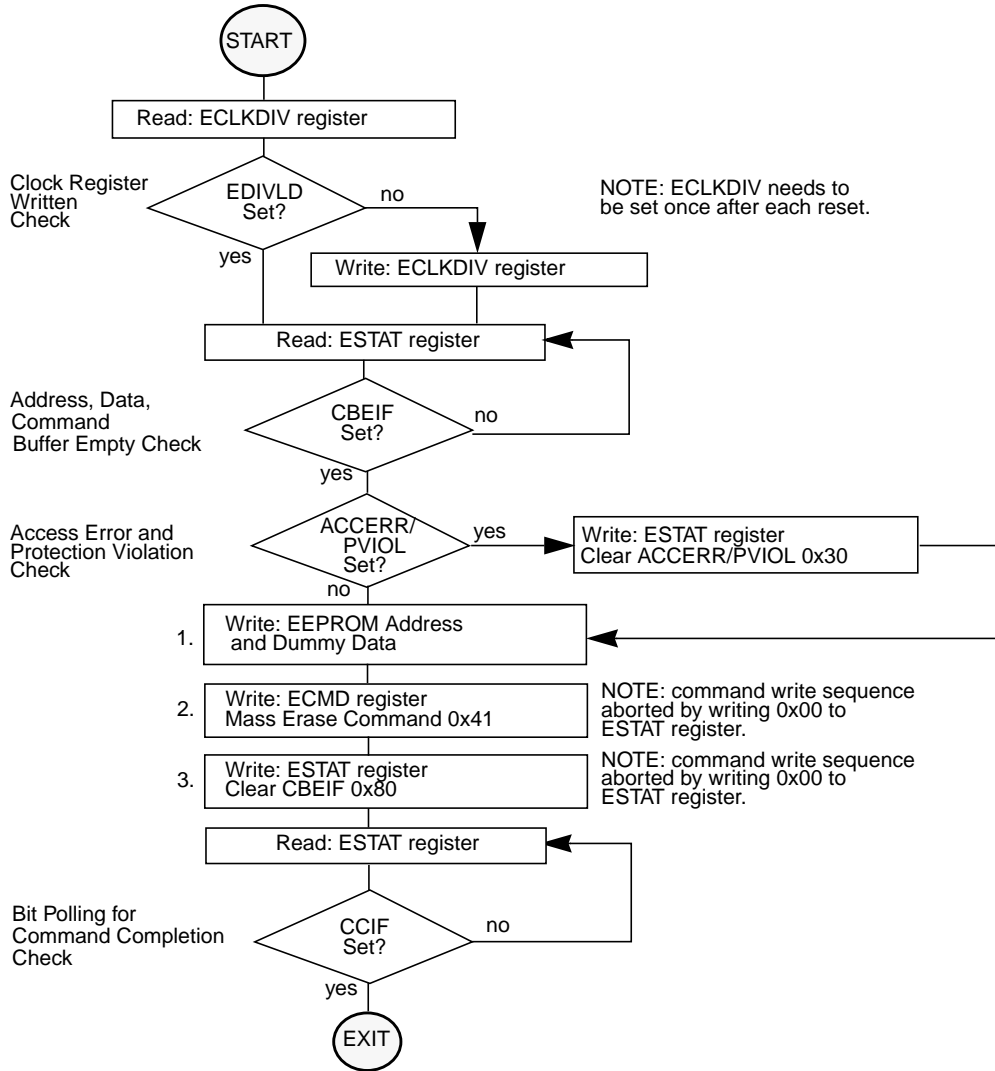 START
Read: ECLKDIV register
Clock Register
Written
Check
EDIVLD
Set?
no
yes
NOTE: ECLKDIV needs to
be set once after each reset.
Write: ECLKDIV register
Read: ESTAT register
Address, Data,
Command
Buffer Empty Check
CBEIF
Set?
no
yes
Access Error and
Protection Violation
Check
ACCERR/
PVIOL
Set?
yes
no
Write: ESTAT register
Clear ACCERR/PVIOL 0x30
1.
Write: EEPROM Address
and Dummy Data
2.
Write: ECMD register
Mass Erase Command 0x41
NOTE: command write sequence
aborted by writing 0x00 to
ESTAT register.
3.
Write: ESTAT register
Clear CBEIF 0x80
NOTE: command write sequence
aborted by writing 0x00 to
ESTAT register.
Read: ESTAT register
Bit Polling for
Command Completion
Check
CCIF
Set?
no
yes
EXIT